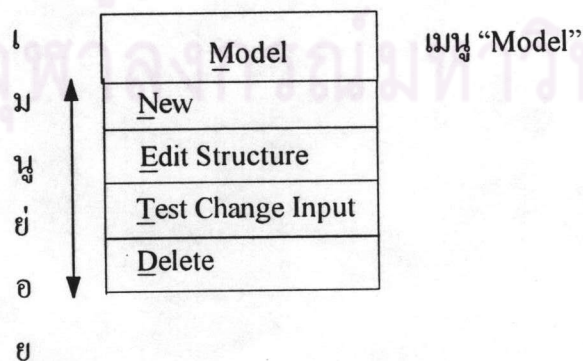 Model
เมนู “Model”
New
Edit Structure
Test Change Input
Delete
เ
ม
นู
ย่
อ
ย